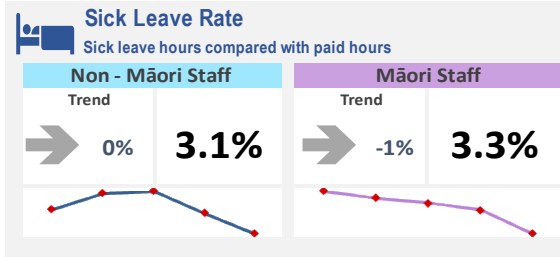 Sick Leave Rate
Sick leave hours compared with paid hours
Non - Māori Staff
Trend
0%
3.1%
Māori Staff
Trend
-1%
3.3%